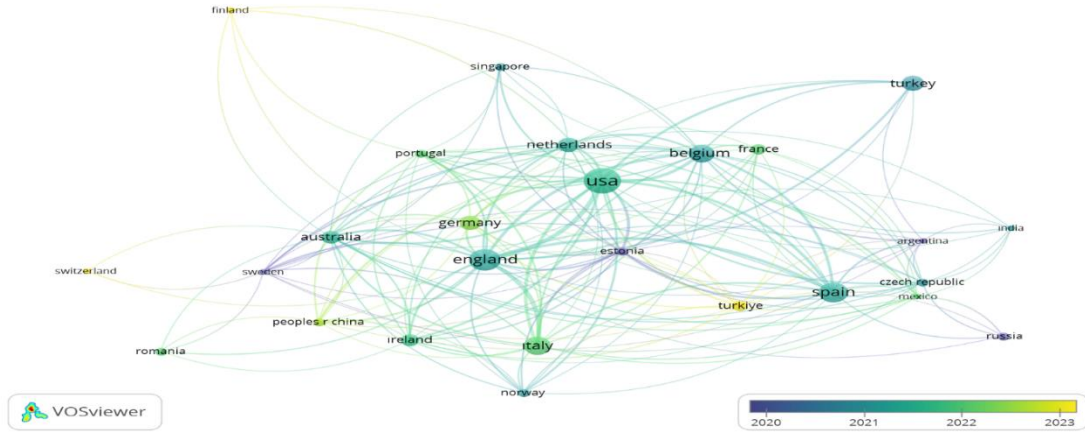 finland
singapore
turkey
netherlands
portugal
belgium
france
usa
germany
australia
india
argentina
estonia
england
switzerland
sweden
czech republic
spain
mexico
turkiye
peoples r china
russia
ireland
italy
romania
norway
VOSviewer
2020 2021 2022 2023